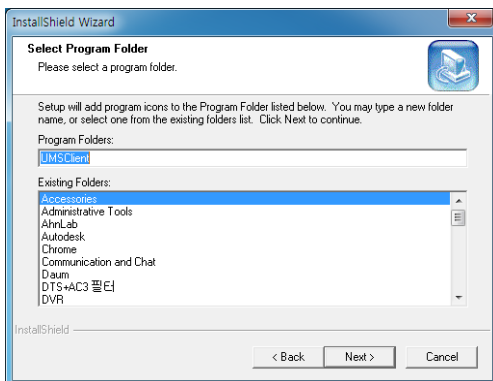 InstallShield Wizard
Select Program Folder
Please select a program folder.
Setup will add program icons to the Program Folder listed below. You may type a new folder
name, or select one from the existing folders list. Click Next to continue.
Program Folders:
UMSClient
Existing Folders:
Accessories
Administrative Tools
AhnLab
Autodesk
Chrome
Communication and Chat
Daum
DTS+AC3 필터
DVR
InstallShield
< Back
Next >
Cancel